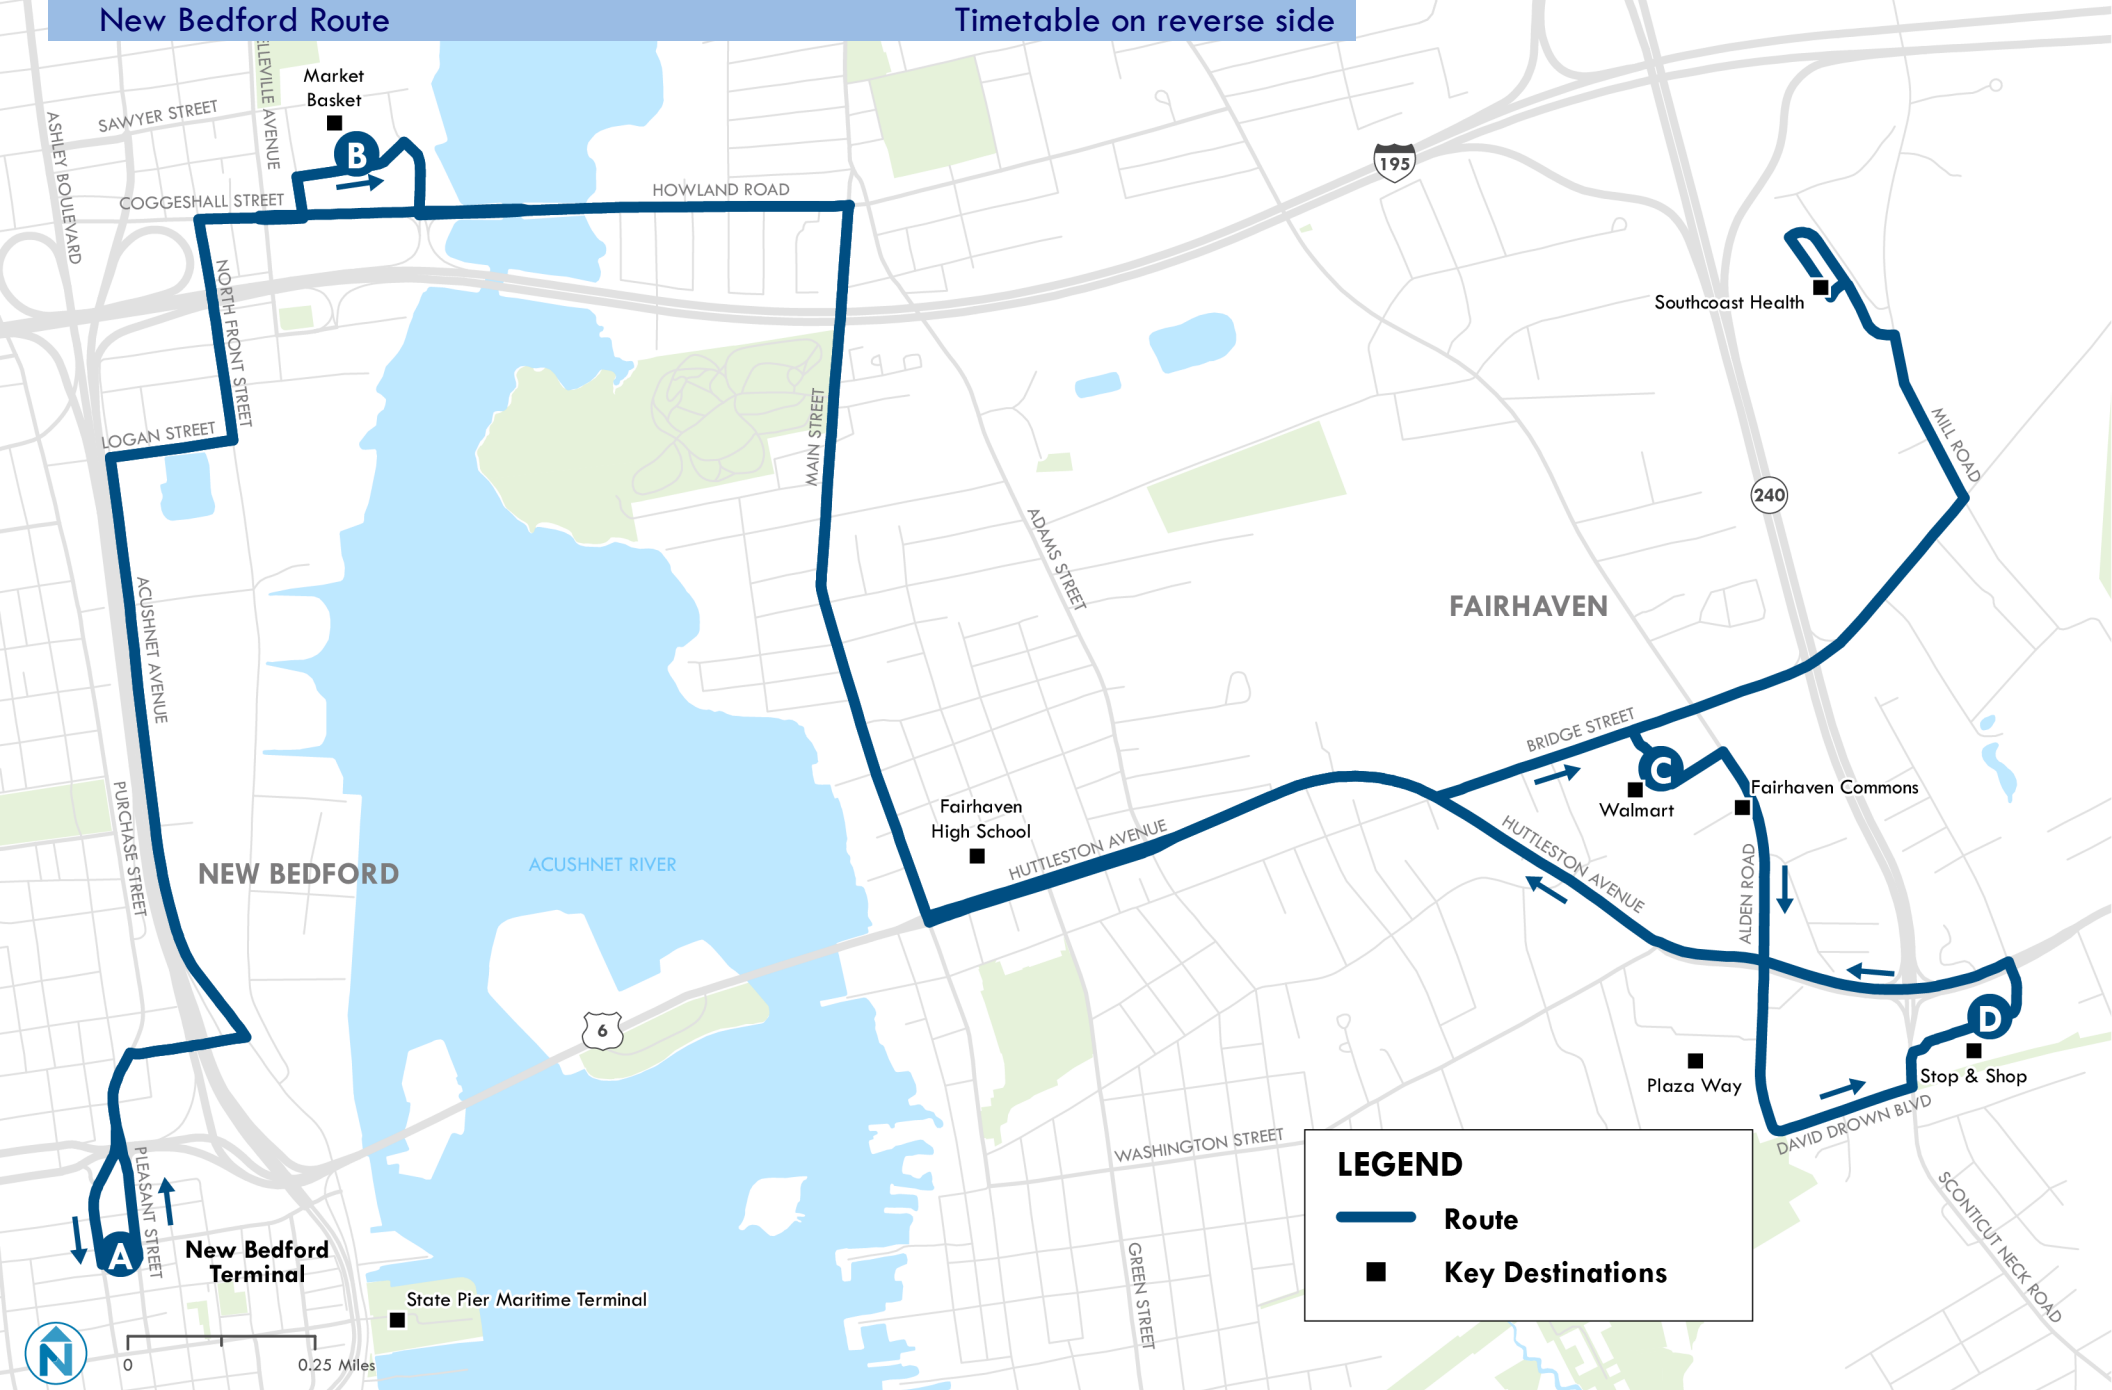 New Bedford Route
Timetable on reverse side
Market
Basket
SAWYER STREET
ASHLEY BOULEVARD
ELLEVILLE AVENUE
B
COGGESHALL STREET
HOWLAND ROAD
195
Southcoast Health
NORTH FRONT STREET
LOGAN STREET
MAIN STREET
MILL ROAD
240
ADAMS STREET
ACUSHNET AVENUE
FAIRHAVEN
BRIDGE STREET
C
Walmart
Fairhaven Commons
PURCHASE STREET
NEW BEDFORD
ACUSHNET RIVER
Fairhaven
High School
HUTTLESTON AVENUE
HUTTLESTON AVENUE
ALDEN ROAD
6
D
Stop & Shop
Plaza Way
DAVID DROWN BLVD
WASHINGTON STREET
SCONTICUT NECK ROAD
GREEN STREET
PLEASANT STREET
A
New Bedford
Terminal
State Pier Maritime Terminal
LEGEND
Route
Key Destinations
N
0
0.25 Miles